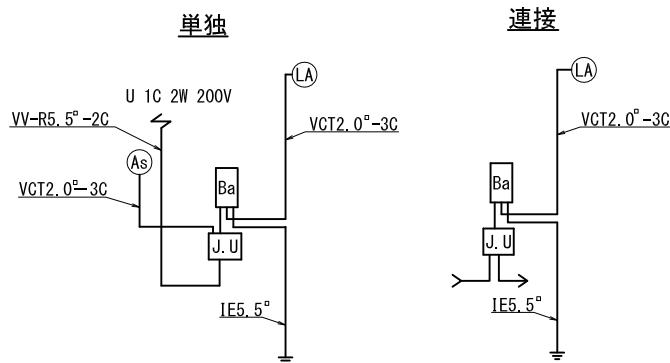 単独
連接
LA
LA
U 1C 2W 200V
VV-R5.5□-2C
VCT2.0□-3C
VCT2.0□-3C
As
Ba
Ba
VCT2.0□-3C
J.U
J.U
IE5.5□
IE5.5□